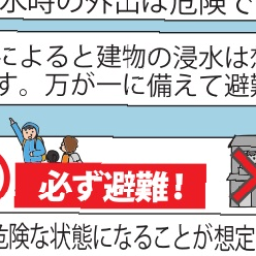 水時の外出は危険で
によると建物の浸水は想
す。万が一に備えて避難
必ず避難！
危険な状態になることが想定